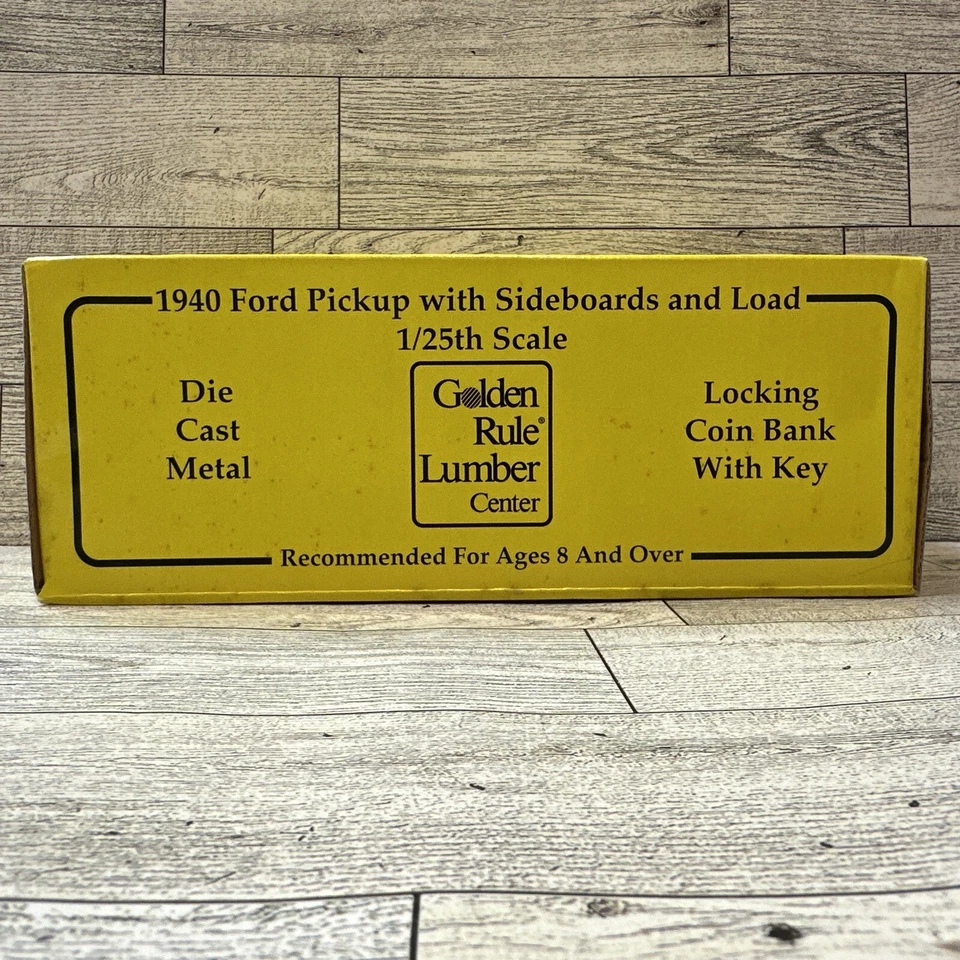 1940 Ford Pickup with Sideboards and Load
1/25th Scale
Die
Cast
Metal
Golden
Rule®
Lumber
Center
Locking
Coin Bank
With Key
Recommended For Ages 8 And Over